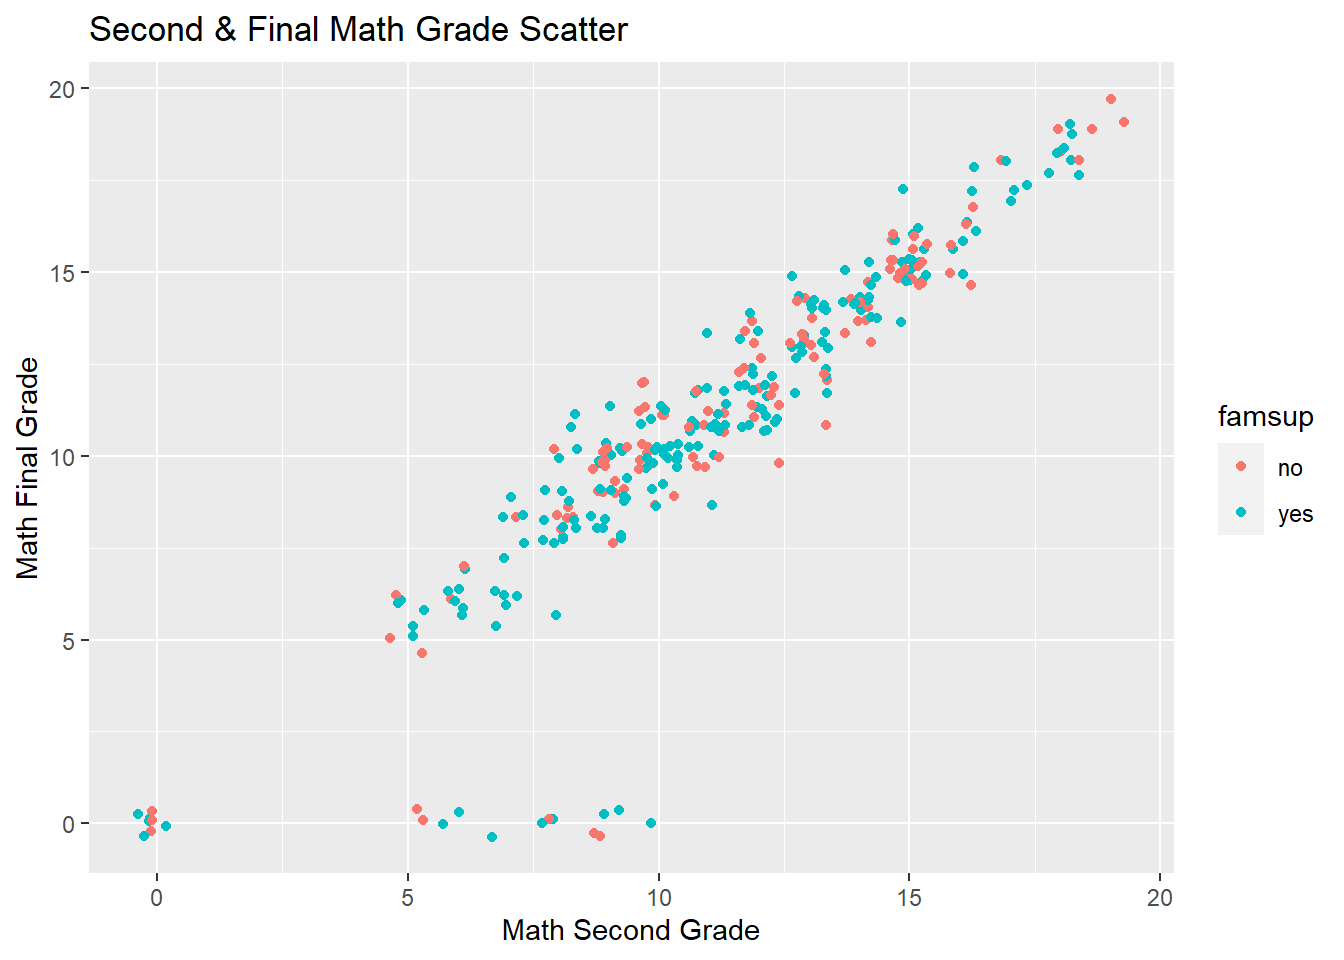 Second & Final Math Grade Scatter
20
15
10
5
0
Math Final Grade
0 5 10 15 20
Math Second Grade
famsup
no
yes